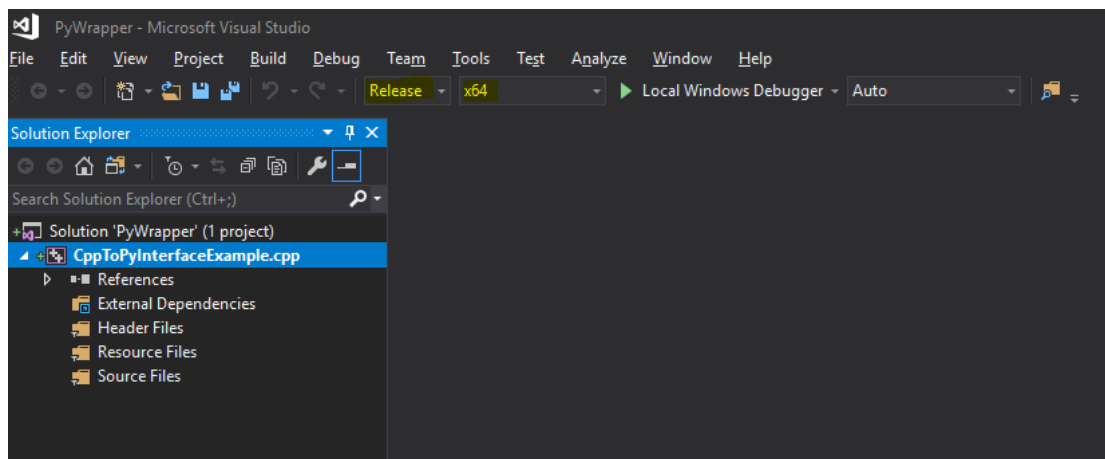 PyWrapper - Microsoft Visual Studio
File Edit View Project Build Debug Team Tools Test Analyze Window Help
Release x64 Local Windows Debugger Auto
Solution Explorer
Search Solution Explorer (Ctrl+;)
Solution 'PyWrapper' (1 project)
CppToPyInterfaceExample.cpp
References
External Dependencies
Header Files
Resource Files
Source Files